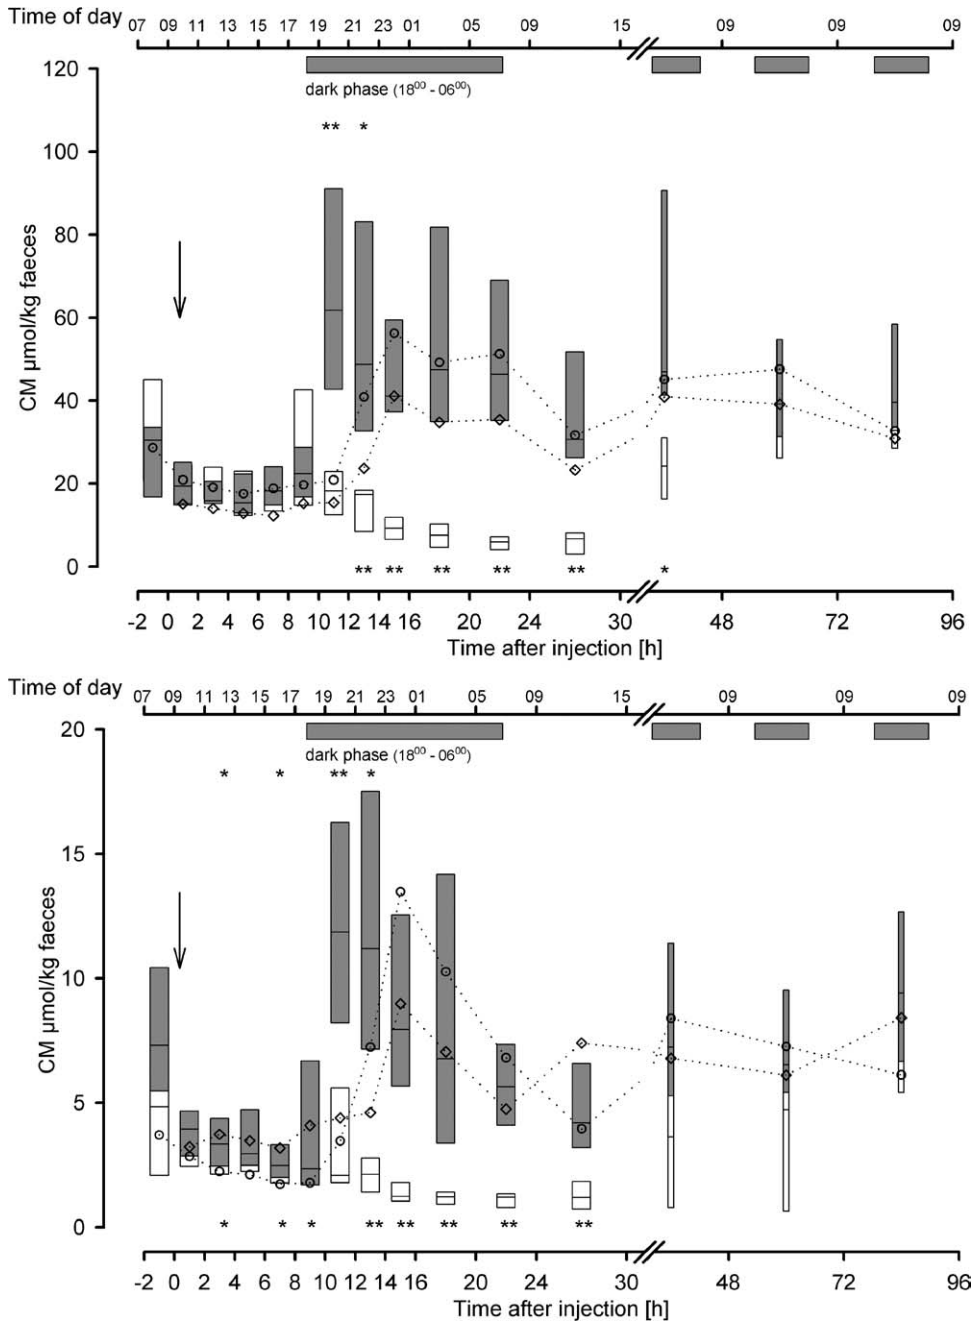 Time of day
07 09 11 13 15 17 19 21 23 01 05 09 15 09 09 09
120
dark phase (18⁰⁰ - 06⁰⁰)
** *
100
80
60
40
20
0
CM µmol/kg faeces
** ** ** ** ** *
-2 0 2 4 6 8 10 12 14 16 20 24 30 48 72 96
Time after injection [h]
Time of day
07 09 11 13 15 17 19 21 23 01 05 09 15 09 09 09
20
dark phase (18⁰⁰ - 06⁰⁰)
* * ** *
15
10
5
0
CM µmol/kg faeces
* * * ** ** ** ** **
-2 0 2 4 6 8 10 12 14 16 20 24 30 48 72 96
Time after injection [h]